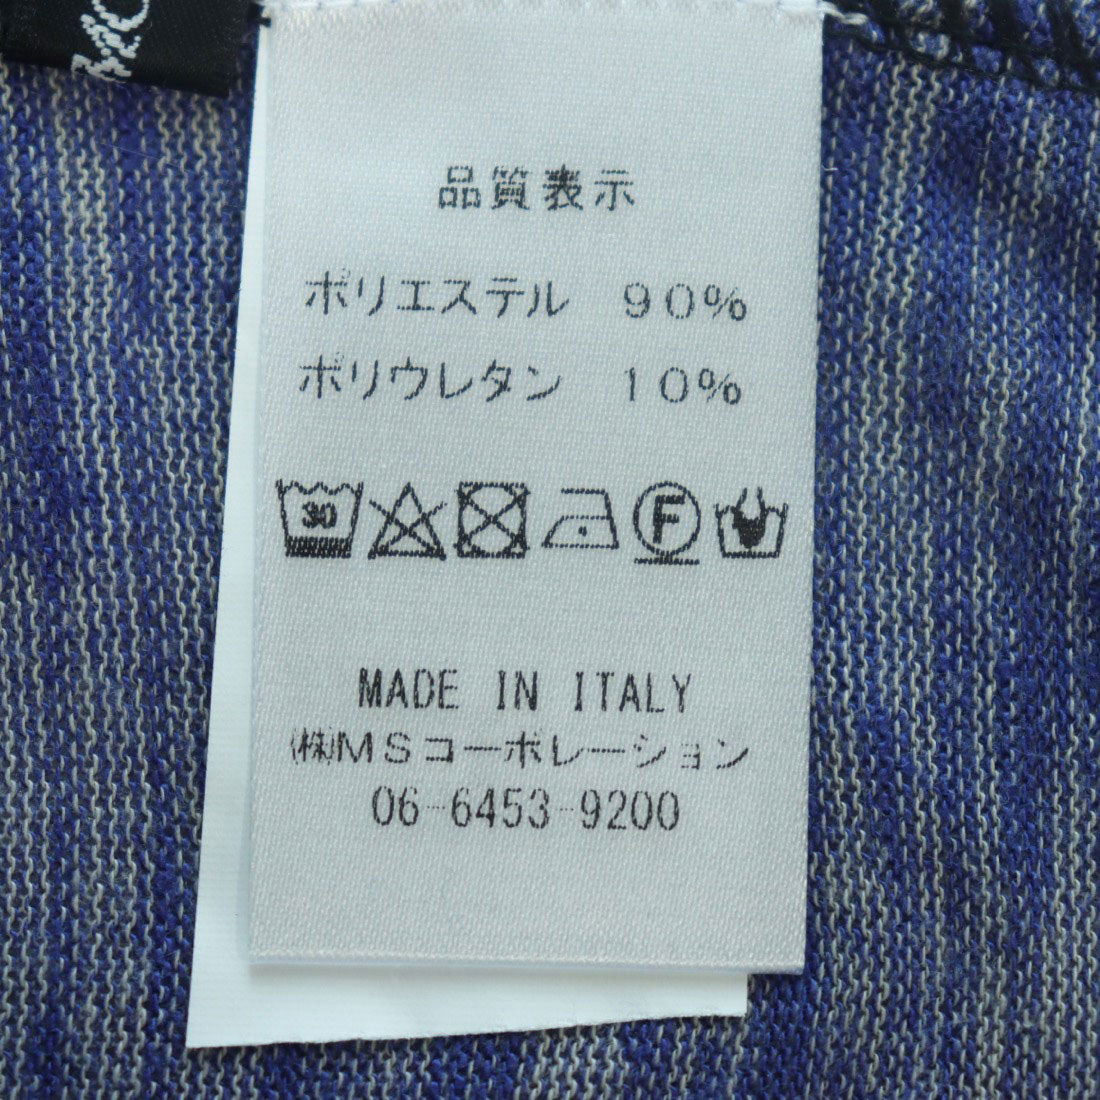 品質表示
ポリエステル 90%
ポリウレタン 10%
30 F
MADE IN ITALY
(株)MSコーポレーション
06-6453-9200